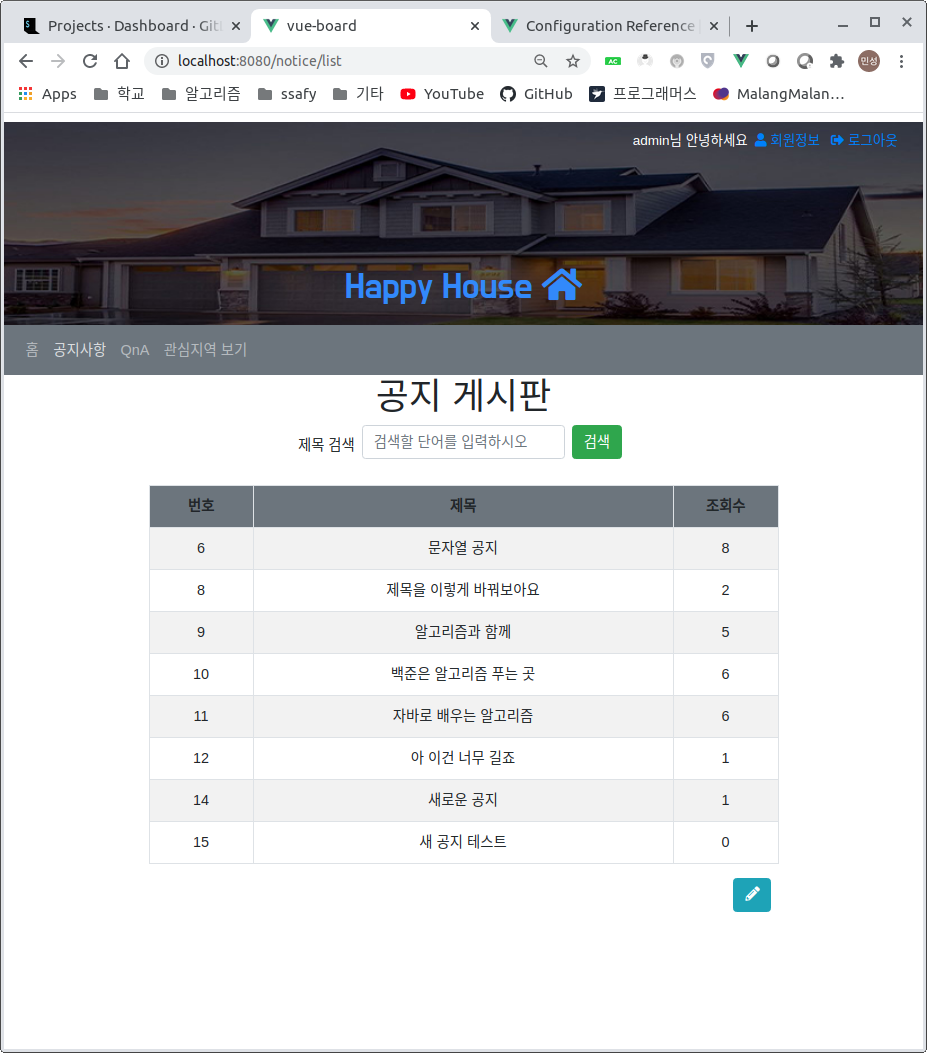 Projects · Dashboard · Git
vue-board
Configuration Reference
localhost:8080/notice/list
AC
민성
Apps 학교 알고리즘 ssafy 기타 YouTube GitHub 프로그래머스 MalangMalan…
admin님 안녕하세요 회원정보 로그아웃
Happy House
홈 공지사항 QnA 관심지역 보기
공지 게시판
제목 검색 검색할 단어를 입력하시오 검색
번호 제목 조회수
6 문자열 공지 8
8 제목을 이렇게 바꿔보아요 2
9 알고리즘과 함께 5
10 백준은 알고리즘 푸는 곳 6
11 자바로 배우는 알고리즘 6
12 아 이건 너무 길죠 1
14 새로운 공지 1
15 새 공지 테스트 0